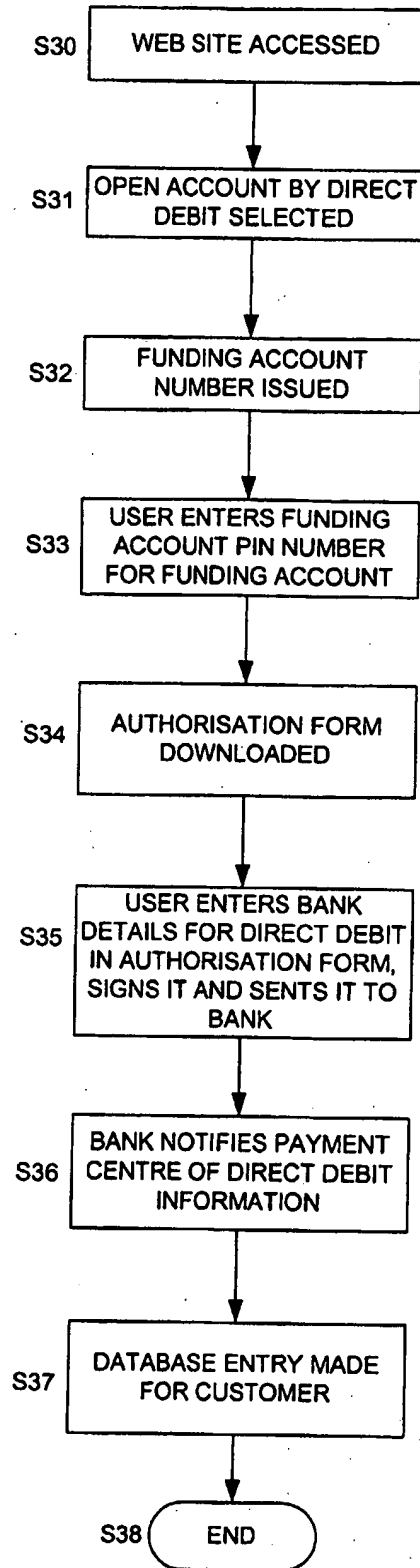 S30 WEB SITE ACCESSED
S31 OPEN ACCOUNT BY DIRECT
DEBIT SELECTED
S32 FUNDING ACCOUNT
NUMBER ISSUED
S33 USER ENTERS FUNDING
ACCOUNT PIN NUMBER
FOR FUNDING ACCOUNT
S34 AUTHORISATION FORM
DOWNLOADED
S35 USER ENTERS BANK
DETAILS FOR DIRECT DEBIT
IN AUTHORISATION FORM,
SIGNS IT AND SENTS IT TO
BANK
S36 BANK NOTIFIES PAYMENT
CENTRE OF DIRECT DEBIT
INFORMATION
S37 DATABASE ENTRY MADE
FOR CUSTOMER
S38 END